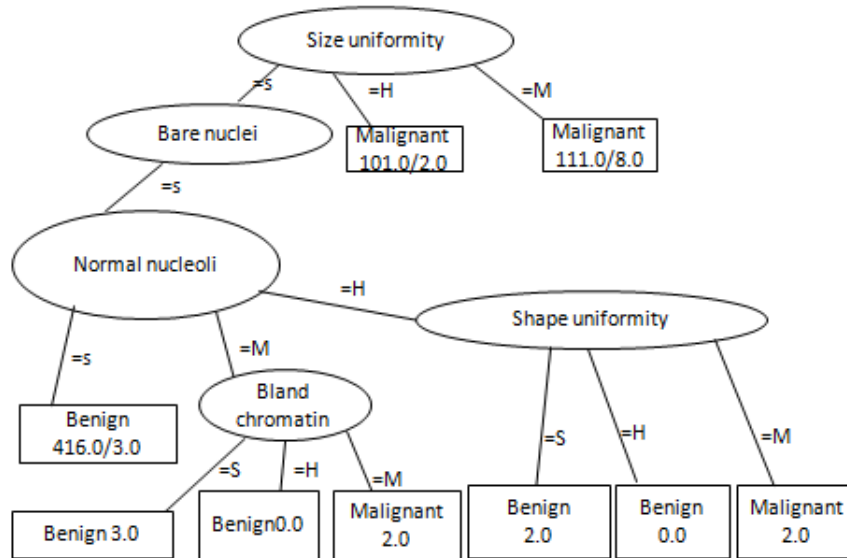 Size uniformity
=s
=H
=M
Bare nuclei
Malignant
101.0/2.0
Malignant
111.0/8.0
=s
Normal nucleoli
=H
Shape uniformity
=s
=M
Bland
chromatin
Benign
416.0/3.0
=S
=H
=M
=S
=H
=M
Benign 3.0
Benign0.0
Malignant
2.0
Benign
2.0
Benign
0.0
Malignant
2.0